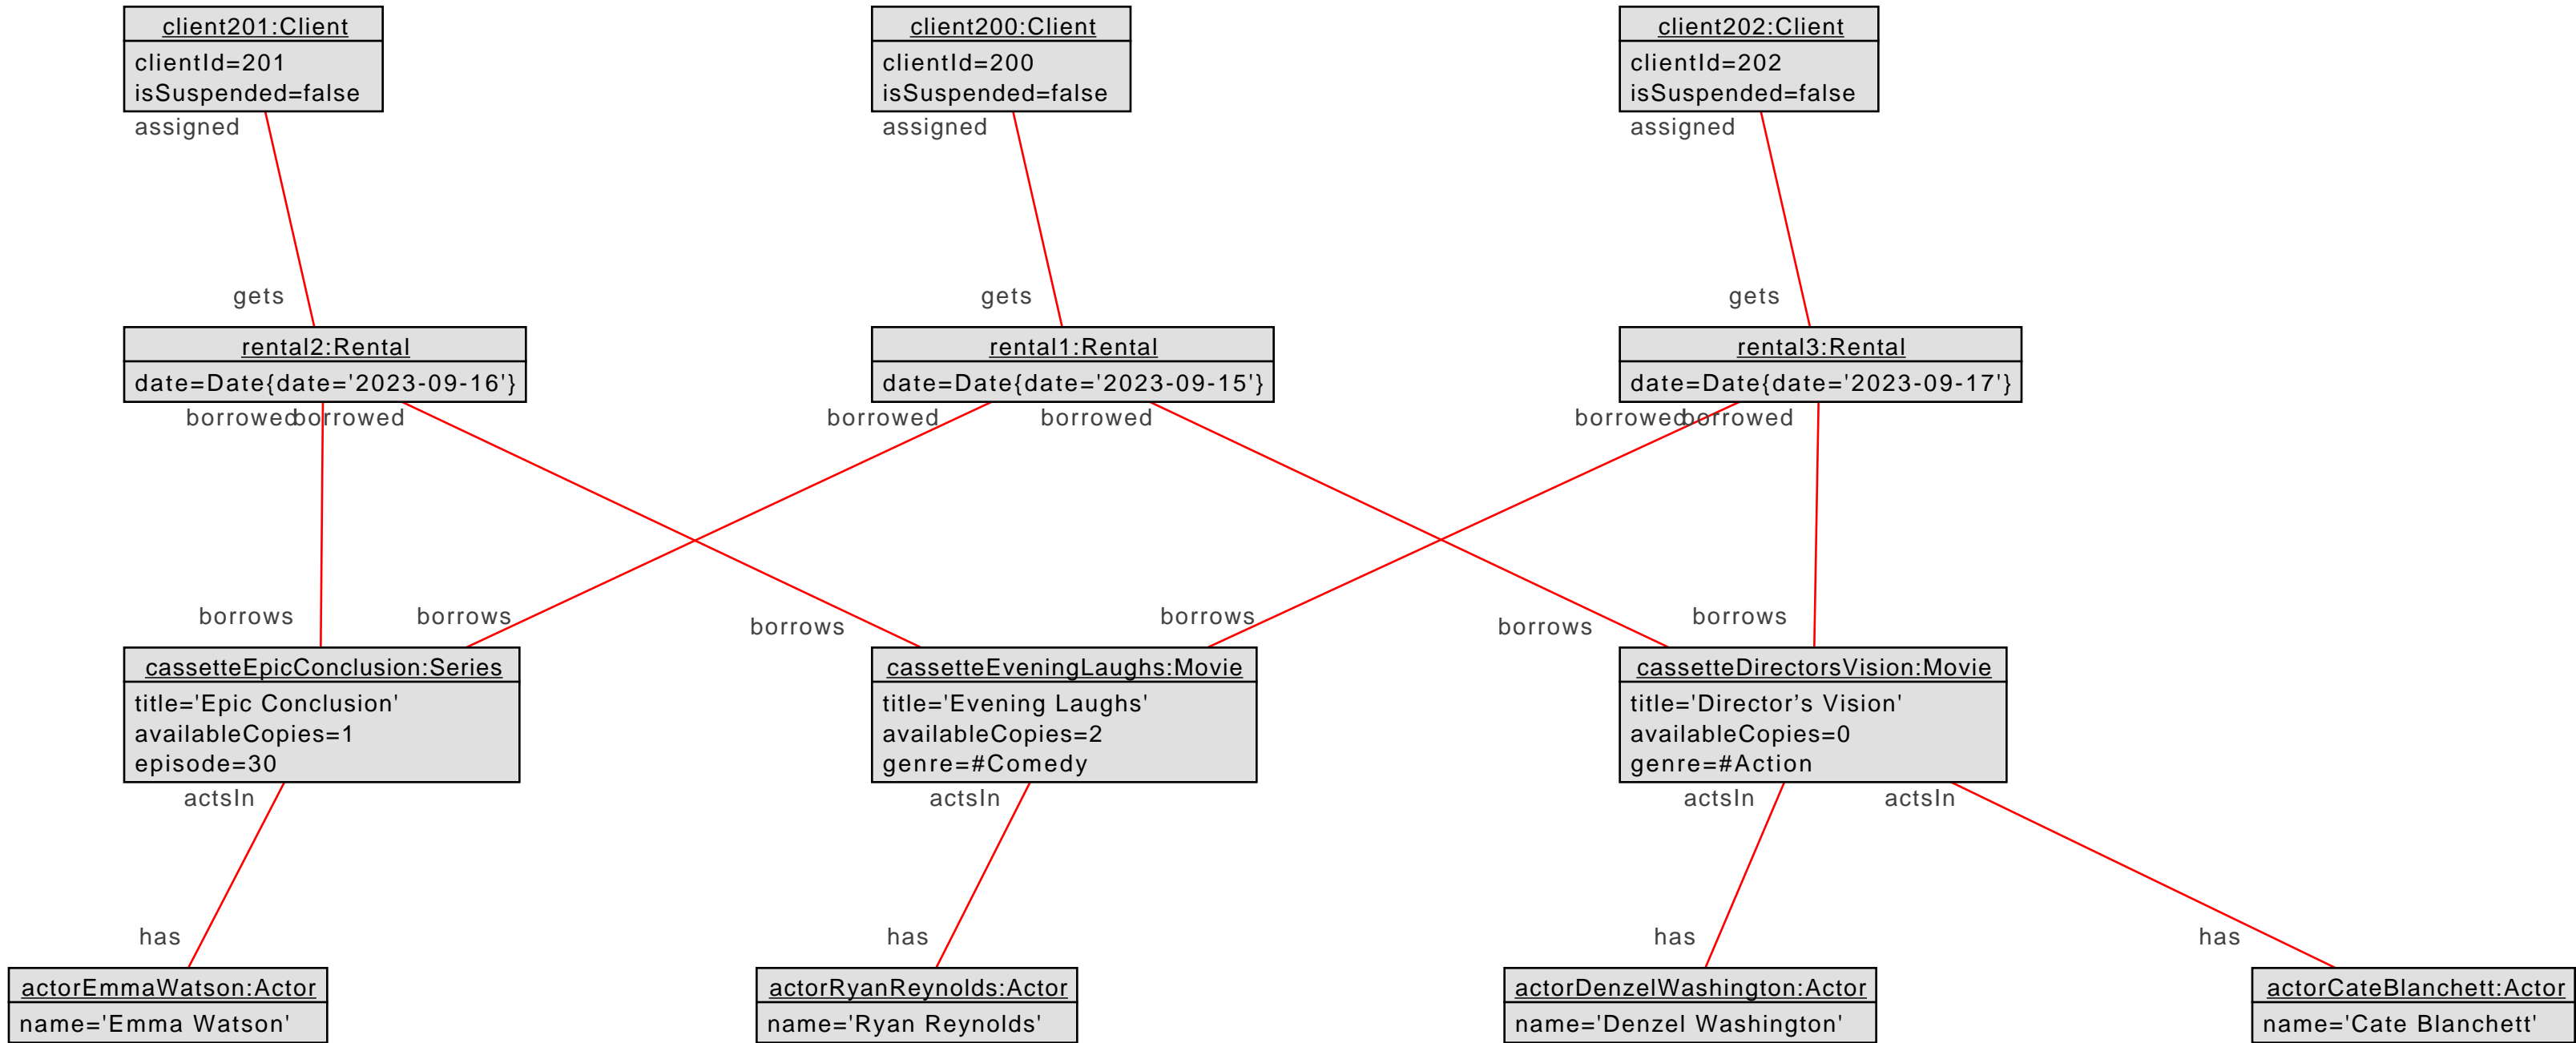 client201:Client
clientId=201
isSuspended=false
assigned
client200:Client
clientId=200
isSuspended=false
assigned
client202:Client
clientId=202
isSuspended=false
assigned
gets
gets
gets
rental2:Rental
date=Date{date='2023-09-16'}
borrowed
borrowed
rental1:Rental
date=Date{date='2023-09-15'}
borrowed
borrowed
rental3:Rental
date=Date{date='2023-09-17'}
borrowed
borrowed
borrows
borrows
borrows
borrows
borrows
borrows
cassetteEpicConclusion:Series
title='Epic Conclusion'
availableCopies=1
episode=30
actsIn
cassetteEveningLaughs:Movie
title='Evening Laughs'
availableCopies=2
genre=#Comedy
actsIn
cassetteDirectorsVision:Movie
title='Director’s Vision'
availableCopies=0
genre=#Action
actsIn
actsIn
has
has
has
has
actorEmmaWatson:Actor
name='Emma Watson'
actorRyanReynolds:Actor
name='Ryan Reynolds'
actorDenzelWashington:Actor
name='Denzel Washington'
actorCateBlanchett:Actor
name='Cate Blanchett'